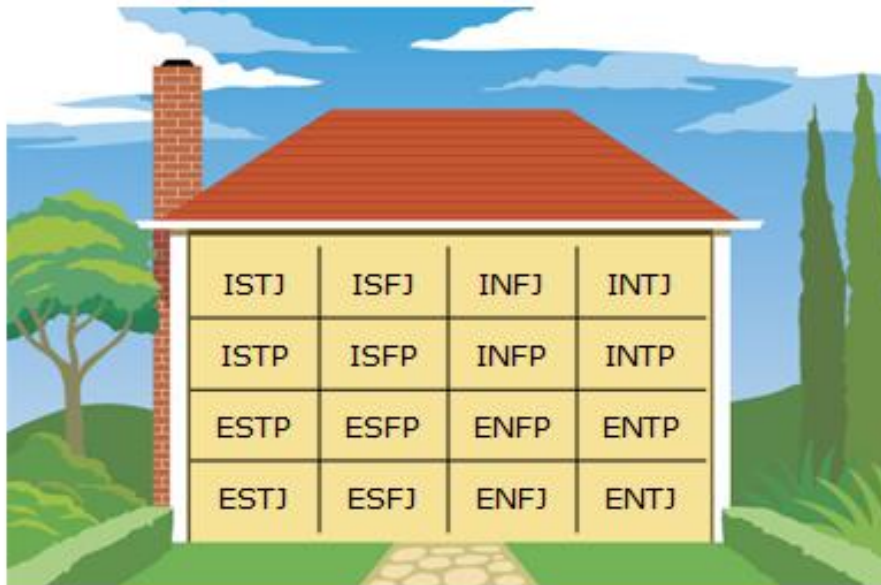 ISTJ ISFJ INFJ INTJ
ISTP ISFP INFP INTP
ESTP ESFP ENFP ENTP
ESTJ ESFJ ENFJ ENTJ